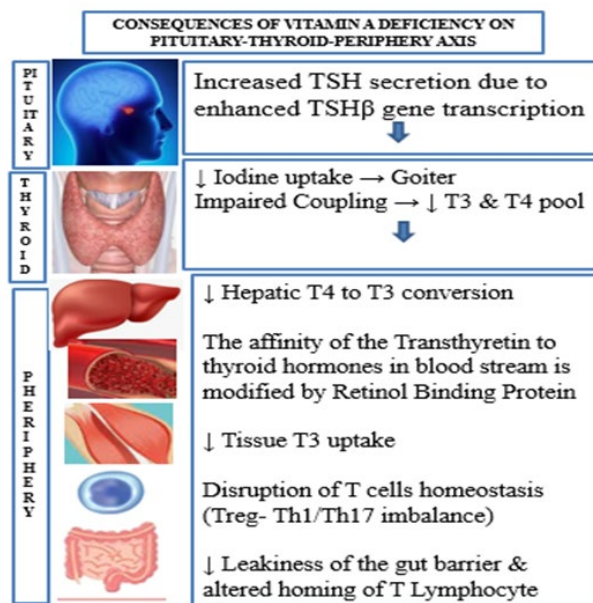 CONSEQUENCES OF VITAMIN A DEFICIENCY ON
PITUITARY-THYROID-PERIPHERY AXIS
PITUITARY
Increased TSH secretion due to
enhanced TSHβ gene transcription
THYROID
↓ Iodine uptake → Goiter
Impaired Coupling → ↓ T3 & T4 pool
PHERIPHERY
↓ Hepatic T4 to T3 conversion
The affinity of the Transthyretin to
thyroid hormones in blood stream is
modified by Retinol Binding Protein
↓ Tissue T3 uptake
Disruption of T cells homeostasis
(Treg- Th1/Th17 imbalance)
↓ Leakiness of the gut barrier &
altered homing of T Lymphocyte